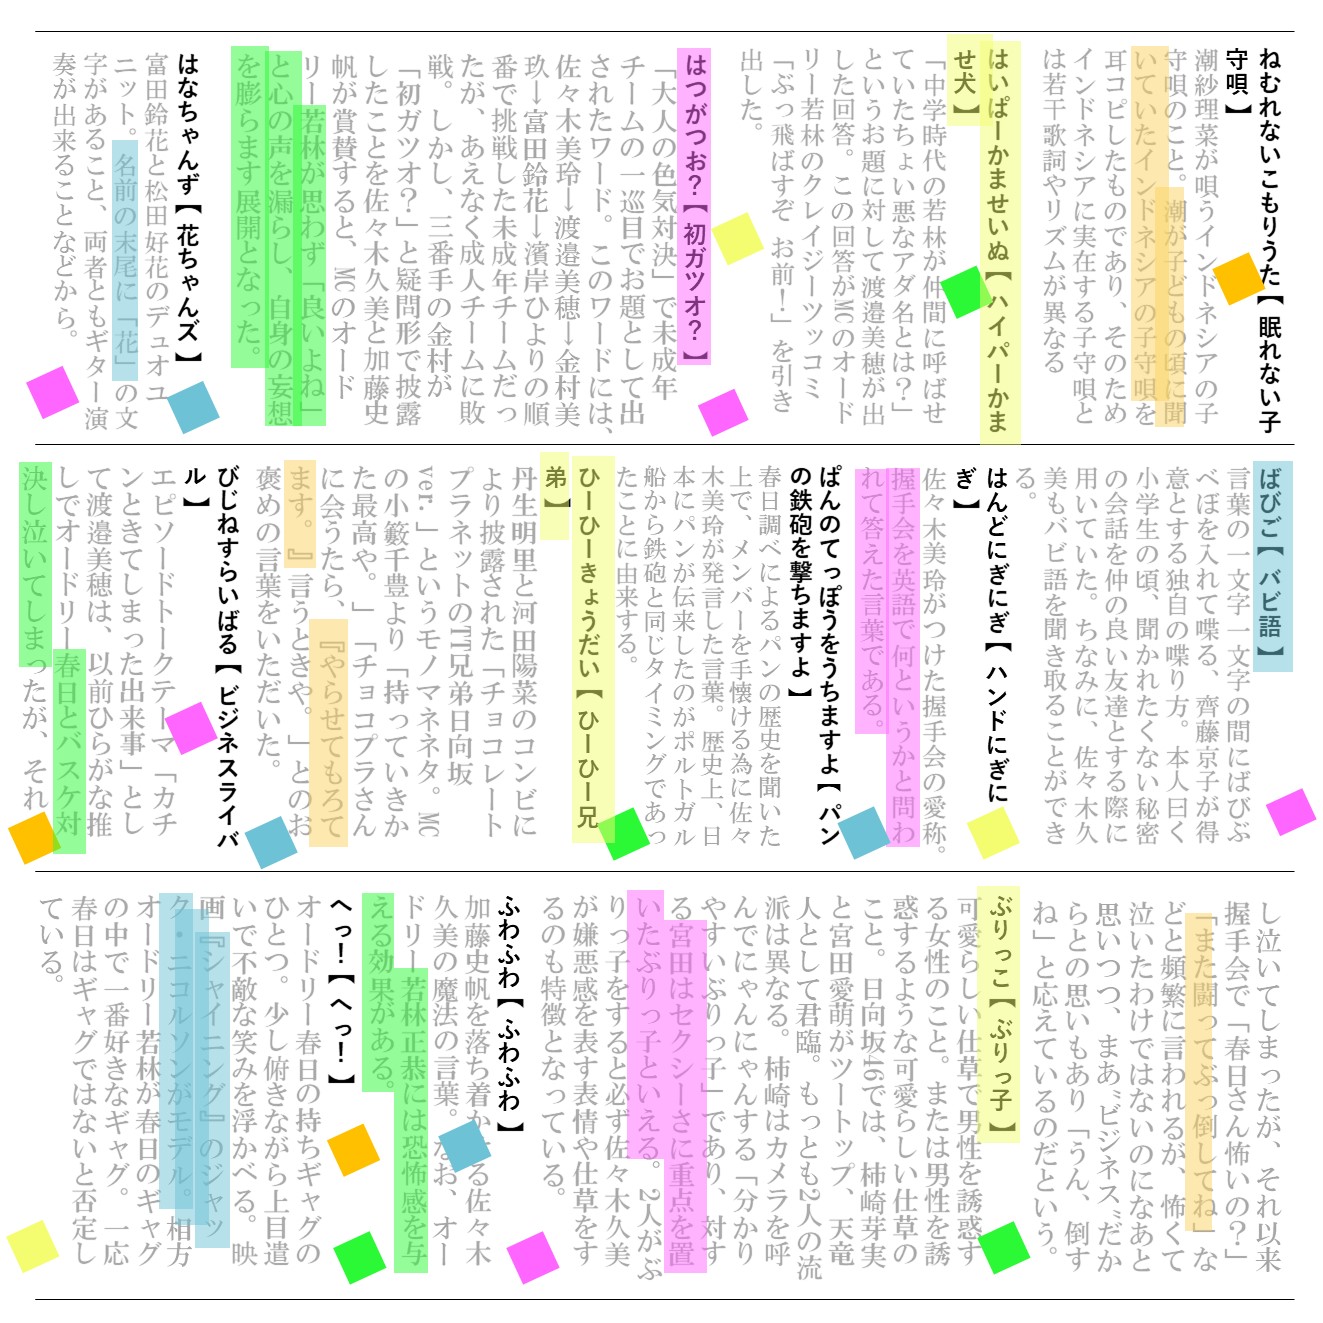 ねむれないこもりうた【眠れない子
守唄】
潮紗理菜が唄うインドネシアの子
守唄のこと。潮が子どもの頃に聞
いていたインドネシアの子守唄を
耳コピしたものであり、そのため
インドネシアに実在する子守唄と
は若干歌詞やリズムが異なる
はいぱーかませいぬ【ハイパーかま
せ犬】
「中学時代の若林が仲間に呼ばせ
ていたちょい悪なアダ名とは?」
というお題に対して渡邉美穂が出
した回答。この回答がMCのオード
リー若林のクレイジーツッコミ
「ぶっ飛ばすぞ お前!」を引き
出した。
はつがつお?【初ガツオ?】
「大人の色気対決」で未成年
チームの一巡目でお題として出
されたワード。このワードには、
佐々木美玲→渡邉美穂→金村美
玖→富田鈴花→濱岸ひよりの順
番で挑戦した未成年チームだっ
たが、あえなく成人チームに敗
戦。しかし、三番手の金村が
「初ガツオ?」と疑問形で披露
したことを佐々木久美と加藤史
帆が賞賛すると、MCのオード
リー若林が思わず「良いよね」
と心の声を漏らし、自身の妄想
を膨らます展開となった。
はなちゃんず【花ちゃんズ】
富田鈴花と松田好花のデュオユ
ニット。名前の末尾に「花」の文
字があること、両者ともギター演
奏が出来ることなどから。
ばびご【バビ語】
言葉の一文字一文字の間にばびぶ
べぼを入れて喋る、齊藤京子が得
意とする独自の喋り方。本人曰く
小学生の頃、聞かれたくない秘密
の会話を仲の良い友達とする際に
用いていた。ちなみに、佐々木久
美もバビ語を聞き取ることができ
る。
はんどにぎにぎ【ハンドにぎに
ぎ】
佐々木美玲がつけた握手会の愛称。
握手会を英語で何というかと問わ
れて答えた言葉である。
ぱんのてっぽうをうちますよ【パン
の鉄砲を撃ちますよ】
春日調べによるパンの歴史を聞いた
上で、メンバーを手懐ける為に佐々
木美玲が発言した言葉。歴史上、日
本にパンが伝来したのがポルトガル
船から鉄砲と同じタイミングであっ
たことに由来する。
ひーひーきょうだい【ひーひー兄
弟】
丹生明里と河田陽菜のコンビに
より披露された「チョコレート
プラネットのTT兄弟日向坂
ver.」というモノマネネタ。MC
の小籔千豊より「持っていきか
た最高や。」「チョコプラさん
に会うたら、『やらせてもろて
ます。』言うときや。」とのお
褒めの言葉をいただいた。
びじねすらいばる【ビジネスライバ
ル】
エピソードトークテーマ「カチ
ンときてしまった出来事」とし
て渡邉美穂は、以前ひらがな推
しでオードリー春日とバスケ対
決し泣いてしまったが、それ
し泣いてしまったが、それ以来
握手会で「春日さん怖いの?」
「また闘ってぶっ倒してね」な
どと頻繁に言われるが、怖くて
泣いたわけではないのになあと
思いつつ、まあ〝ビジネス〟だか
らとの思いもあり「うん、倒す
ね」と応えているのだという。
ぶりっこ【ぶりっ子】
可愛らしい仕草で男性を誘惑す
る女性のこと。または男性を誘
惑するような可愛らしい仕草の
こと。日向坂46では、柿崎芽実
と宮田愛萌がツートップ、天竜
人として君臨。もっとも2人の流
派は異なる。柿崎はカメラを呼
んでにゃんにゃんする「分かり
やすいぶりっ子」であり、対す
る宮田はセクシーさに重点を置
いたぶりっ子といえる。2人がぶ
りっ子をすると必ず佐々木久美
が嫌悪感を表す表情や仕草をす
るのも特徴となっている。
ふわふわ【ふわふわ】
加藤史帆を落ち着かせる佐々木
久美の魔法の言葉。なお、オー
ドリー若林正恭には恐怖感を与
える効果がある。
へっ!【へっ!】
オードリー春日の持ちギャグの
ひとつ。少し俯きながら上目遣
いで不敵な笑みを浮かべる。映
画『シャイニング』のジャッ
ク・ニコルソンがモデル。相方
オードリー若林が春日のギャグ
の中で一番好きなギャグ。一応
春日はギャグではないと否定し
ている。